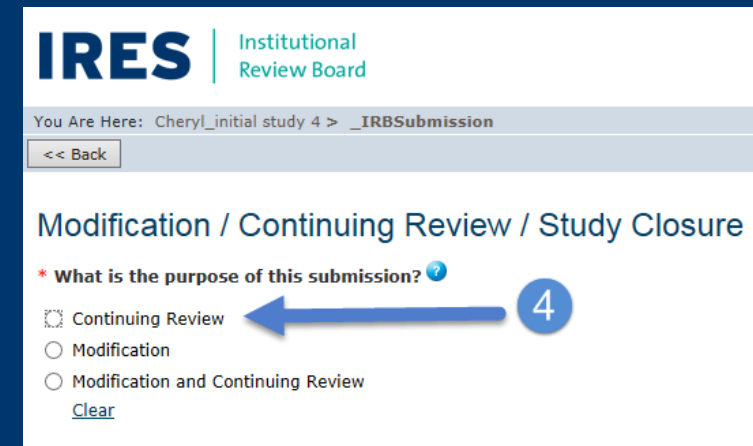 IRES
Institutional
Review Board
You Are Here: Cheryl_initial study 4 > _IRBSubmission
<< Back
Modification / Continuing Review / Study Closure
* What is the purpose of this submission? ?
Continuing Review
4
Modification
Modification and Continuing Review
Clear